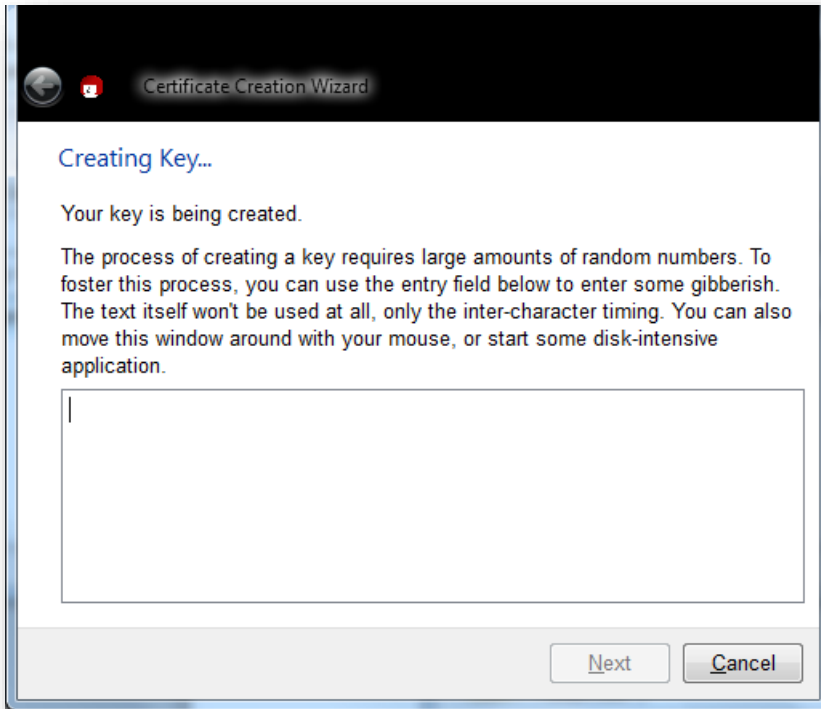 Certificate Creation Wizard
Creating Key...
Your key is being created.
The process of creating a key requires large amounts of random numbers. To
foster this process, you can use the entry field below to enter some gibberish.
The text itself won't be used at all, only the inter-character timing. You can also
move this window around with your mouse, or start some disk-intensive
application.
Next
Cancel